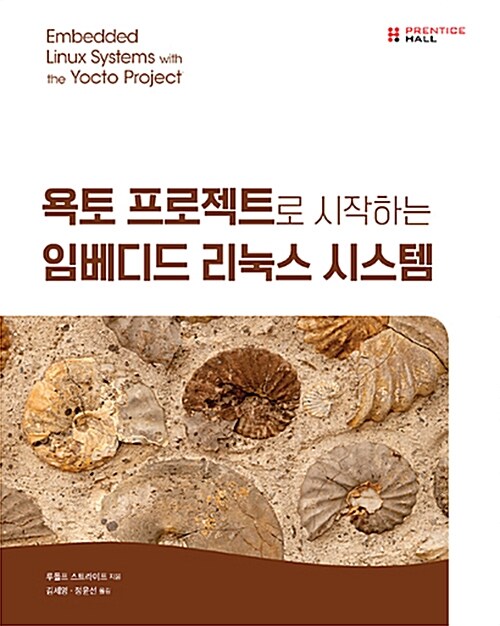 Embedded
Linux Systems with
the Yocto Project
PRENTICE
HALL
욕토 프로젝트로 시작하는
임베디드 리눅스 시스템
루돌프 스트라이프 지음
김세영·정윤선 옮김